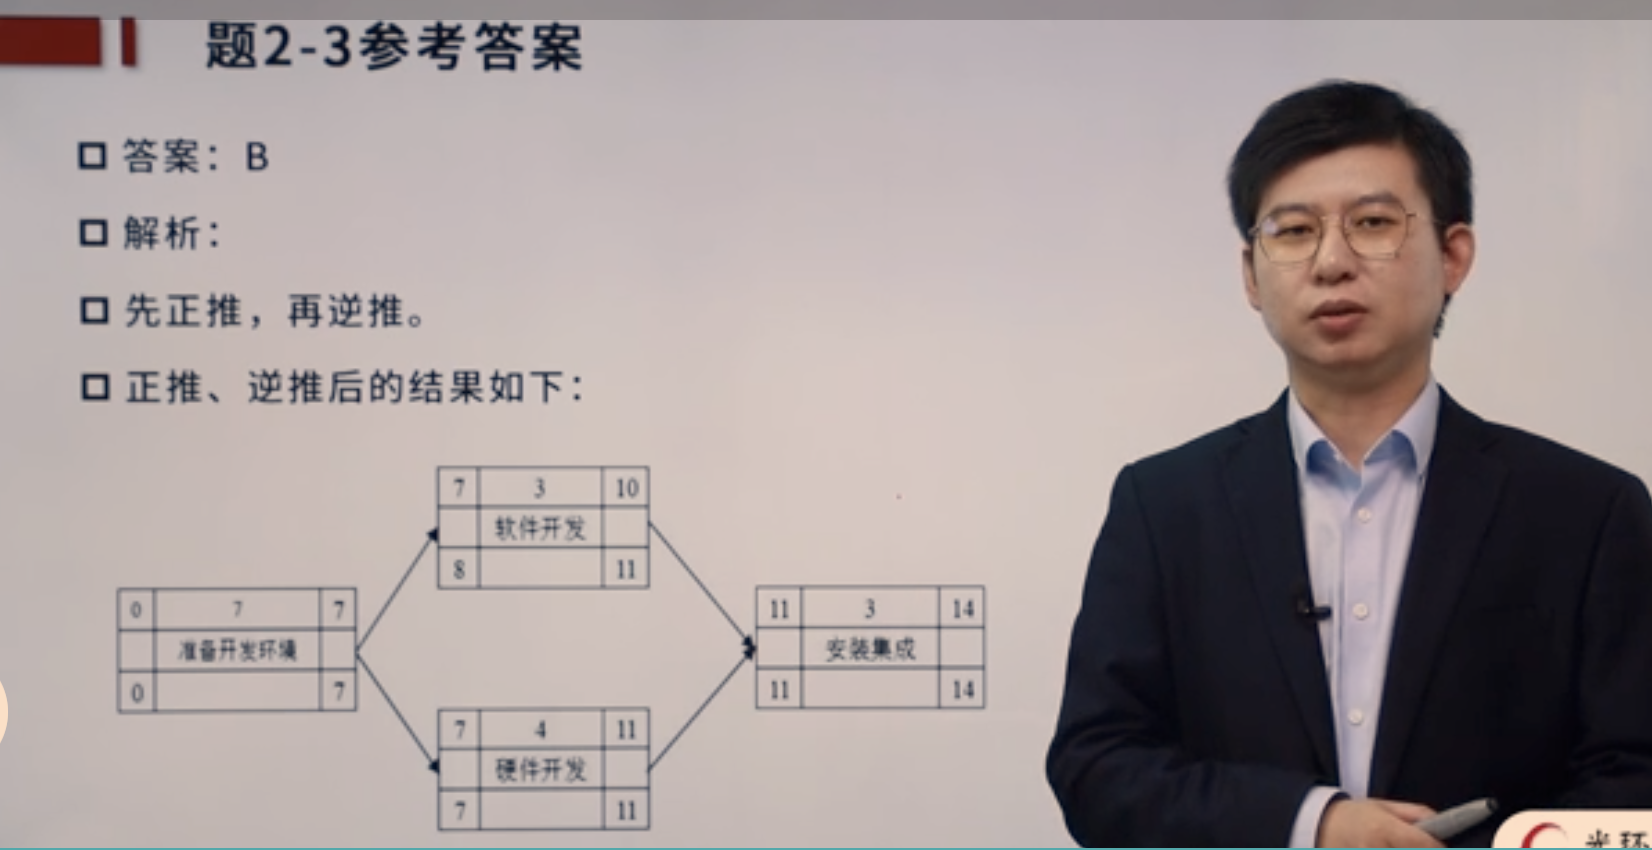 题2-3参考答案
答案：B
解析：
先正推，再逆推。
正推、逆推后的结果如下：
7 3 10
软件开发
8 11
0 7 7
准备开发环境
0 7
11 3 14
安装集成
11 14
7 4 11
硬件开发
7 11
光环